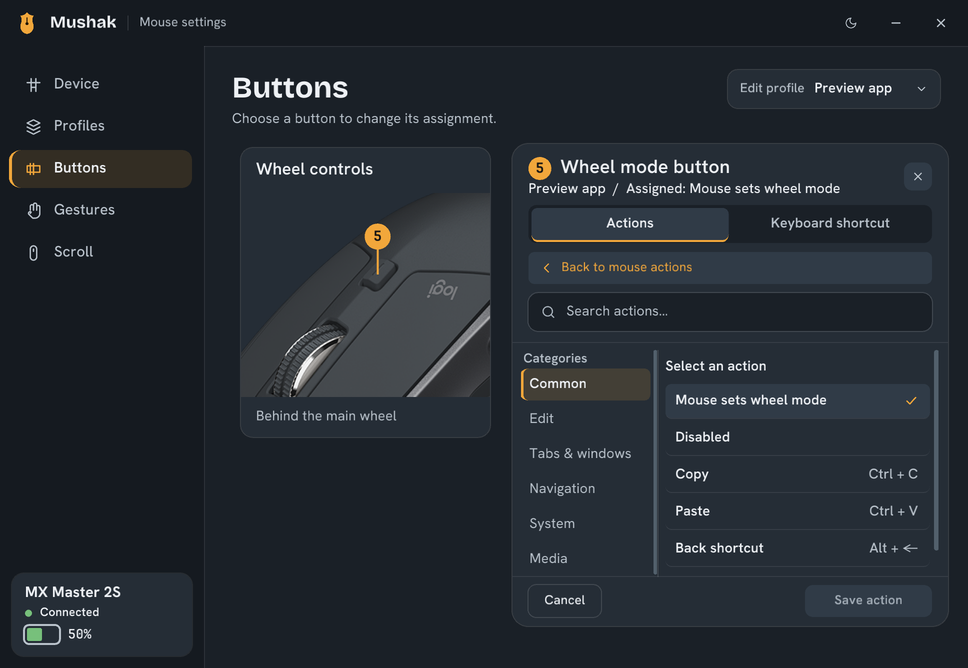 Mushak
Mouse settings
Device
Profiles
Buttons
Gestures
Scroll
MX Master 2S
Connected
50%
Buttons
Choose a button to change its assignment.
Edit profile Preview app
Wheel controls
5
logi
Behind the main wheel
5 Wheel mode button
Preview app / Assigned: Mouse sets wheel mode
Actions
Keyboard shortcut
Back to mouse actions
Search actions...
Categories
Common
Edit
Tabs & windows
Navigation
System
Media
Select an action
Mouse sets wheel mode
Disabled
Copy Ctrl + C
Paste Ctrl + V
Back shortcut Alt + ←
Cancel
Save action